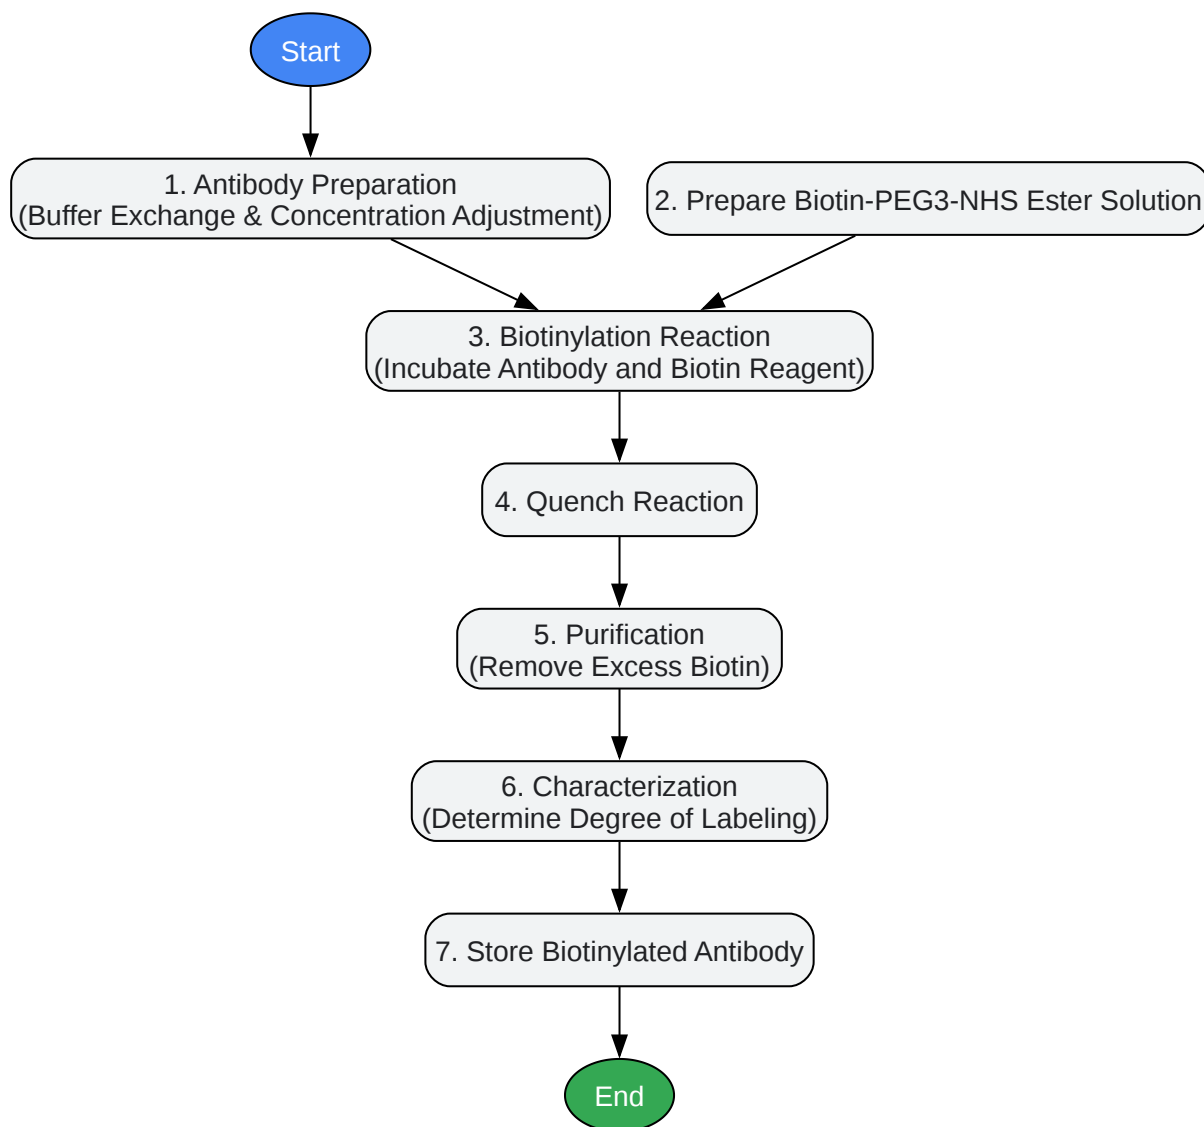 Start
1. Antibody Preparation
(Buffer Exchange & Concentration Adjustment)
2. Prepare Biotin-PEG3-NHS Ester Solution
3. Biotinylation Reaction
(Incubate Antibody and Biotin Reagent)
4. Quench Reaction
5. Purification
(Remove Excess Biotin)
6. Characterization
(Determine Degree of Labeling)
7. Store Biotinylated Antibody
End